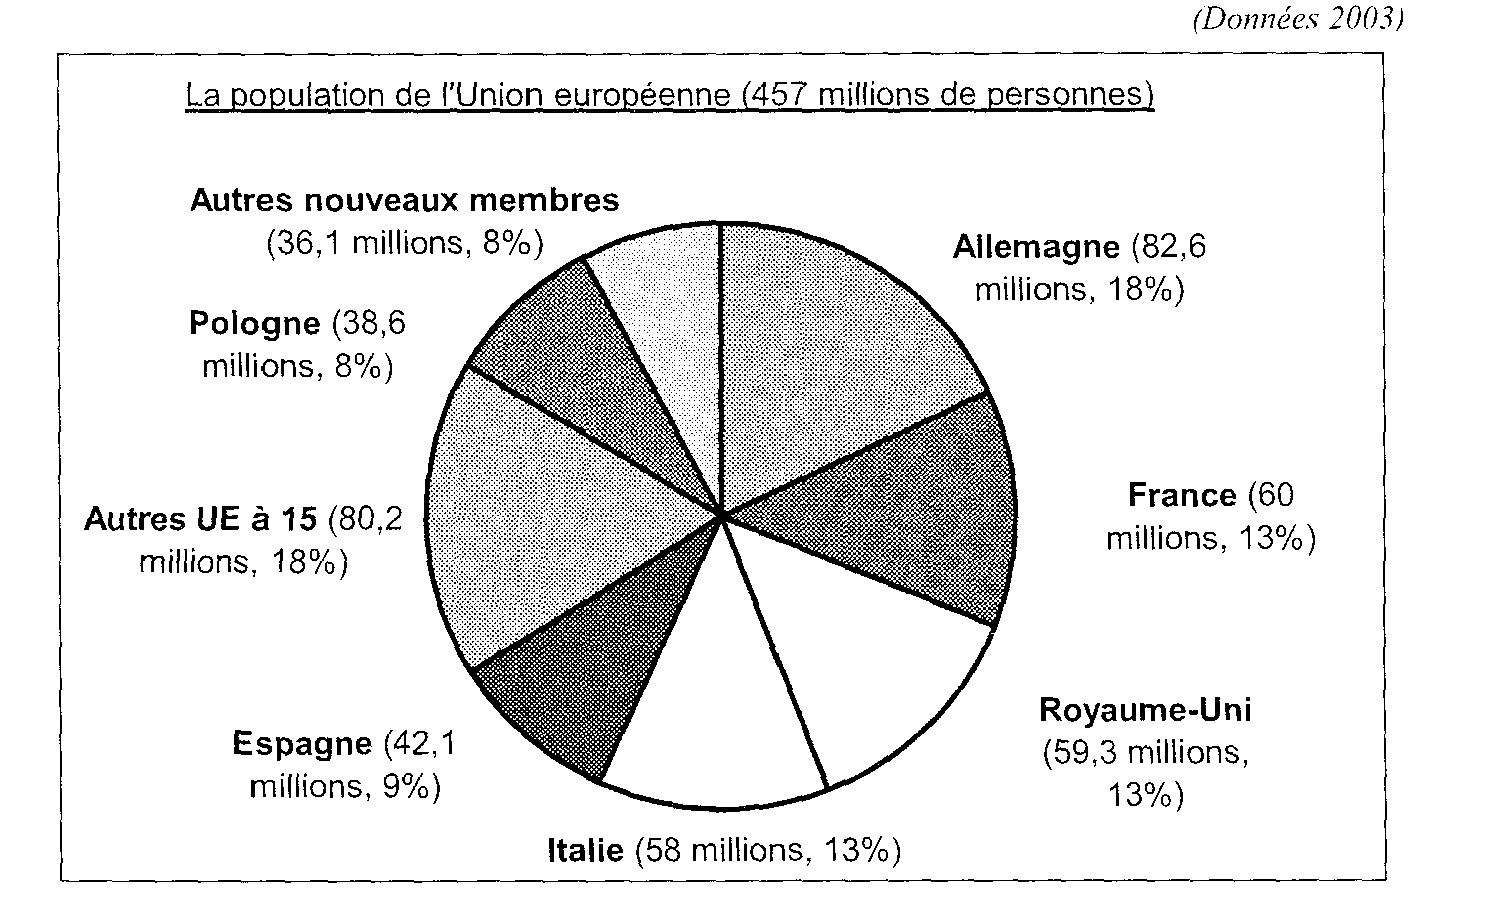 (Données 2003)
La population de l'Union européenne (457 millions de personnes)
Autres nouveaux membres
(36,1 millions, 8%)
Allemagne (82,6
millions, 18%)
Pologne (38,6
millions, 8%)
France (60
millions, 13%)
Autres UE à 15 (80,2
millions, 18%)
Royaume-Uni
(59,3 millions,
13%)
Espagne (42,1
millions, 9%)
Italie (58 millions, 13%)